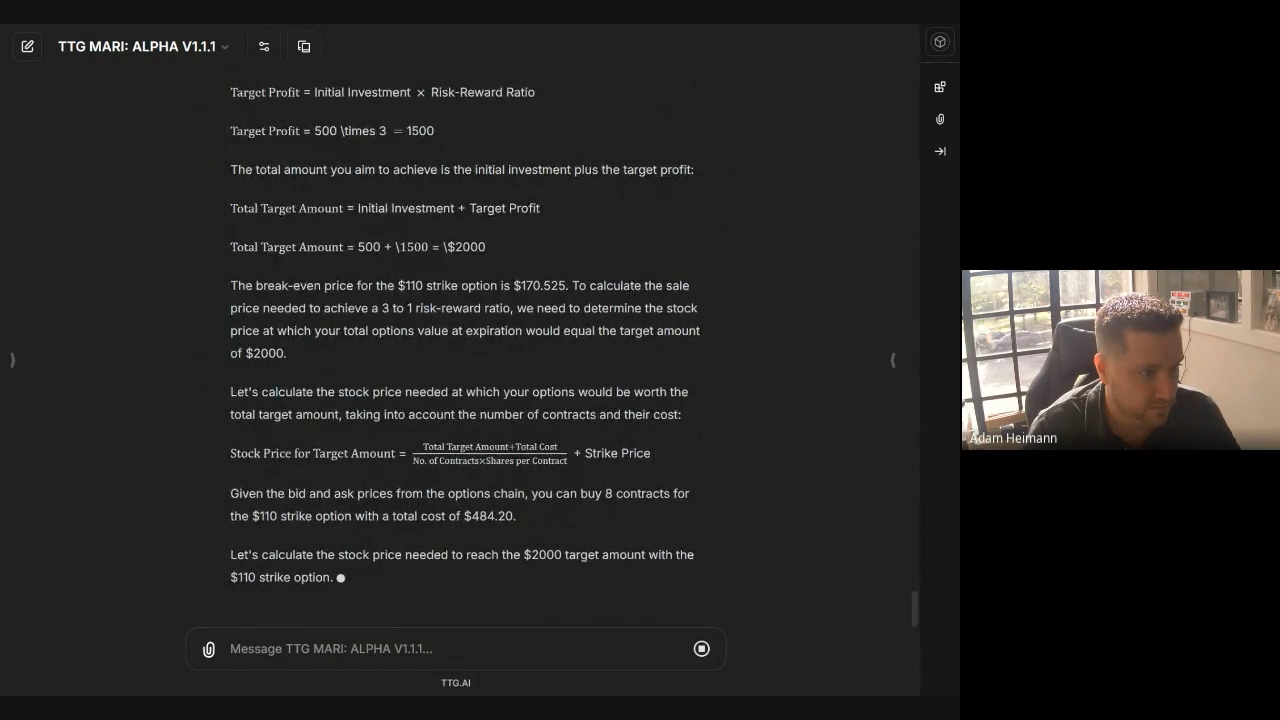 TTG MARI: ALPHA V1.1.1
Target Profit = Initial Investment × Risk-Reward Ratio
Target Profit = 500 \times 3 = 1500
The total amount you aim to achieve is the initial investment plus the target profit:
Total Target Amount = Initial Investment + Target Profit
Total Target Amount = 500 + \1500 = \$2000
The break-even price for the $110 strike option is $170.525. To calculate the sale
price needed to achieve a 3 to 1 risk-reward ratio, we need to determine the stock
price at which your total options value at expiration would equal the target amount
of $2000.
Let's calculate the stock price needed at which your options would be worth the
total target amount, taking into account the number of contracts and their cost:
Stock Price for Target Amount = Total Target Amount+Total Cost / No. of Contracts×Shares per Contract + Strike Price
Given the bid and ask prices from the options chain, you can buy 8 contracts for
the $110 strike option with a total cost of $484.20.
Let's calculate the stock price needed to reach the $2000 target amount with the
$110 strike option.
Message TTG MARI: ALPHA V1.1.1...
TTG.AI
Adam Heimann